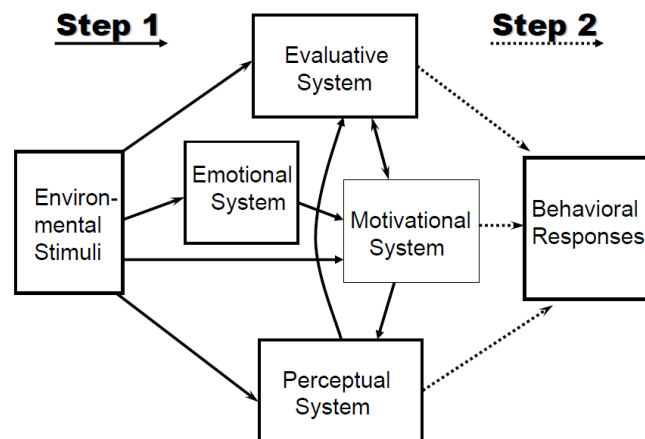 Step 1
Step 2
Evaluative
System
Environ-
mental
Stimuli
Emotional
System
Motivational
System
Behavioral
Responses
Perceptual
System